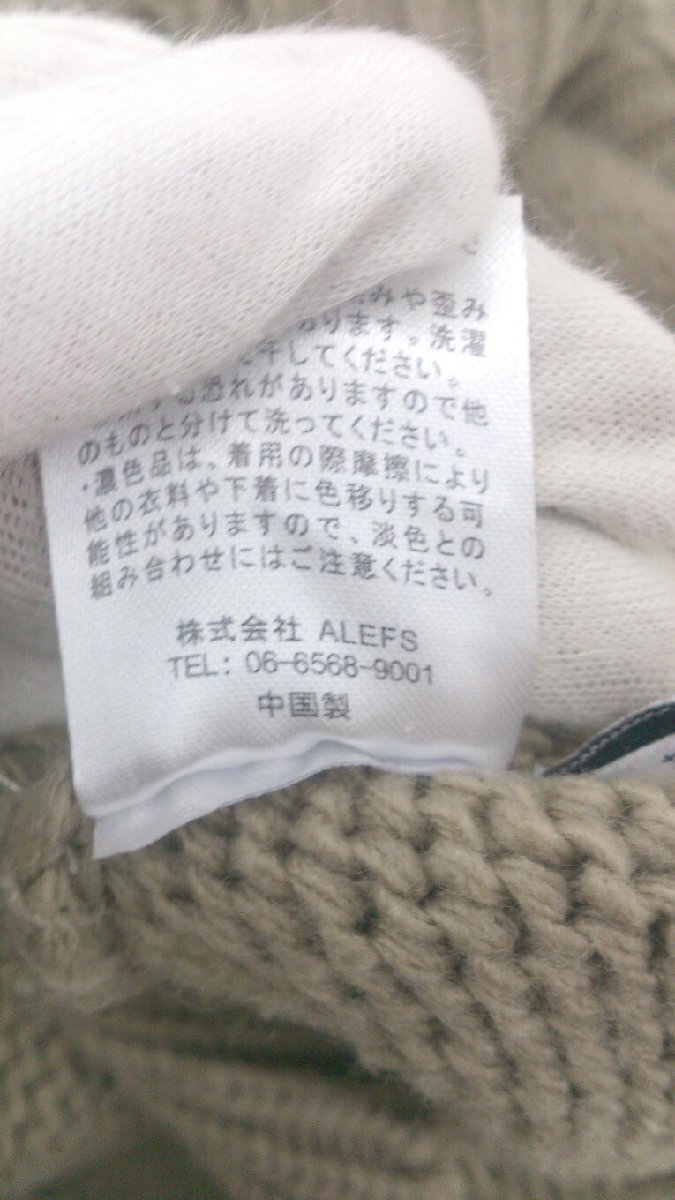 みや歪み
ります。洗濯
干してください。
る恐れがありますので他
のものと分けて洗ってください。
・濃色品は、着用の際摩擦により
他の衣料や下着に色移りする可
能性がありますので、淡色との
組み合わせにはご注意ください。
株式会社 ALEFS
TEL: 06-6568-9001
中国製